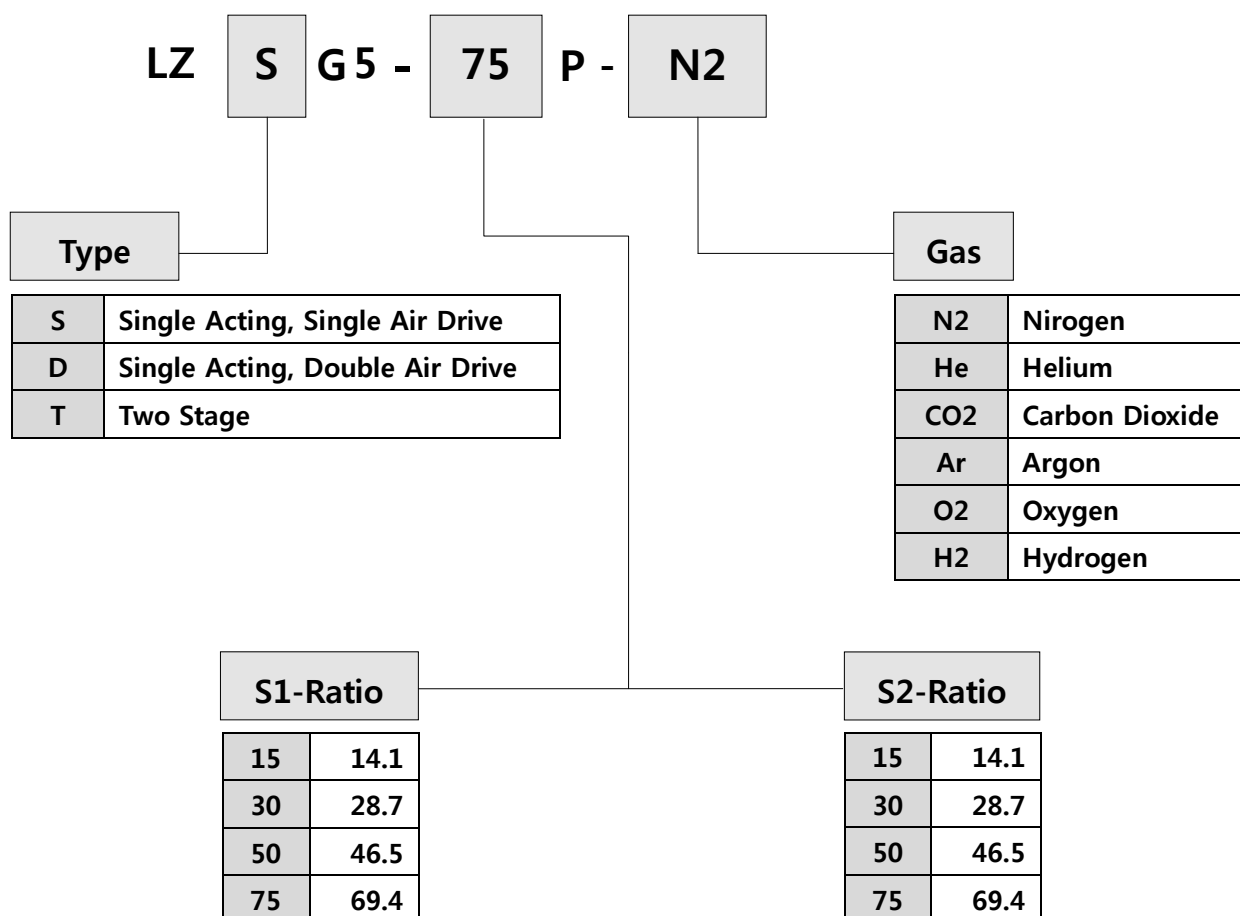 LZ S G5 - 75 P - N2
Type
S Single Acting, Single Air Drive
D Single Acting, Double Air Drive
T Two Stage
Gas
N2 Nirogen
He Helium
CO2 Carbon Dioxide
Ar Argon
O2 Oxygen
H2 Hydrogen
S1-Ratio
15 14.1
30 28.7
50 46.5
75 69.4
S2-Ratio
15 14.1
30 28.7
50 46.5
75 69.4